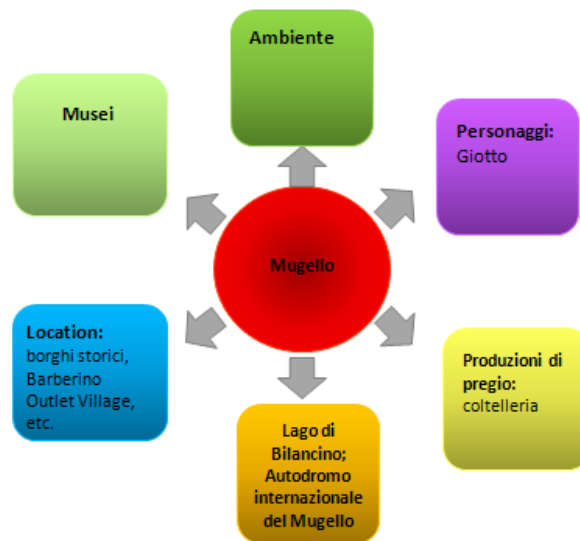 Ambiente
Musei
Personaggi:
Giotto
Mugello
Location:
borghi storici,
Barberino
Outlet Village,
etc.
Produzioni di
pregio:
coltelleria
Lago di
Bilancino;
Autodromo
internazionale
del Mugello